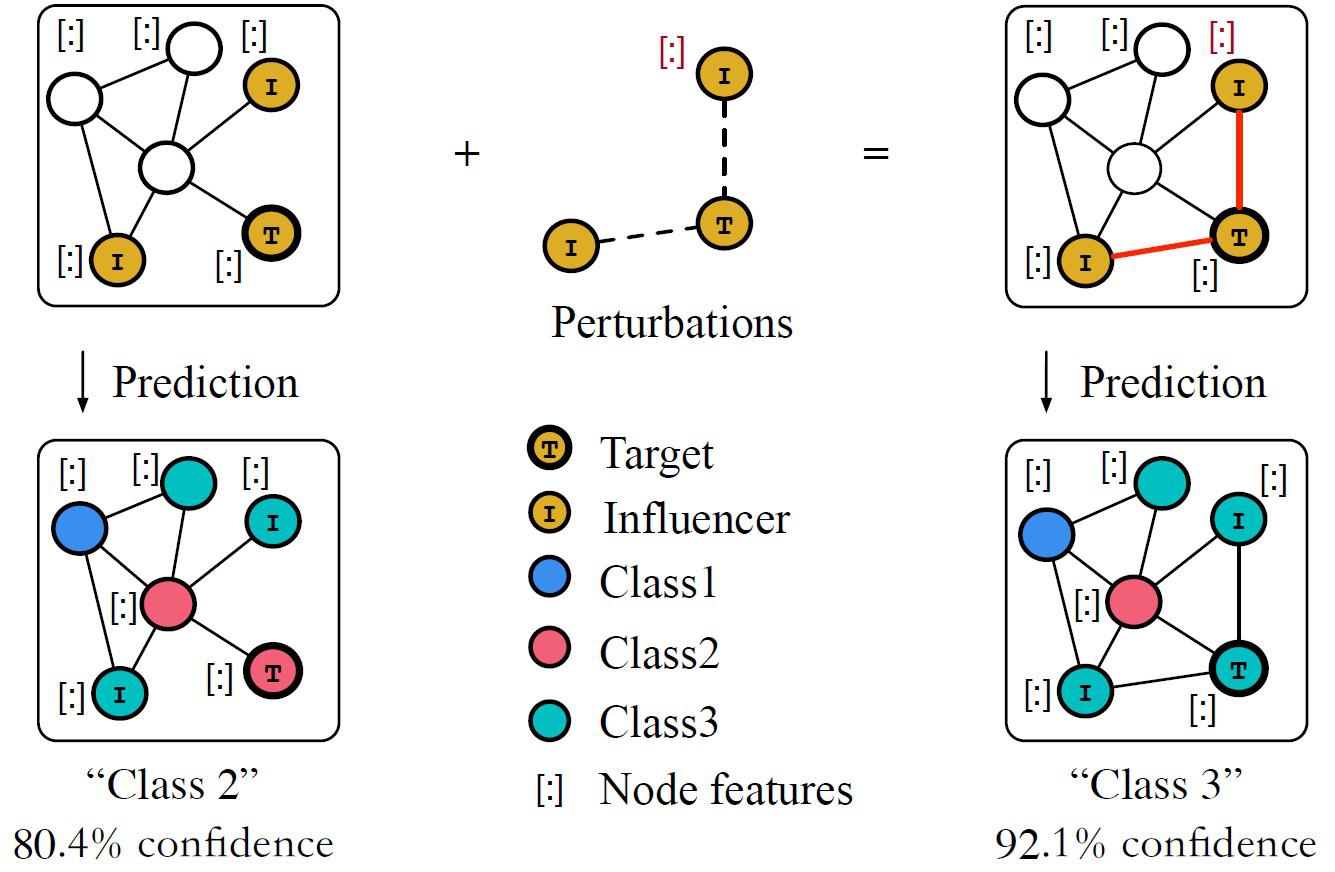 [:] [:] [:]
I
I
T
[:]
[:]
+
[:]
I
I
T
Perturbations
=
[:] [:] [:]
I
I
T
[:]
[:]
Prediction
Prediction
[:] [:] [:]
I
[:]
T
[:]
[:]
I
“Class 2”
80.4% confidence
T Target
I Influencer
Class1
Class2
Class3
[:] Node features
[:] [:] [:]
I
[:]
T
[:]
I
[:]
“Class 3”
92.1% confidence